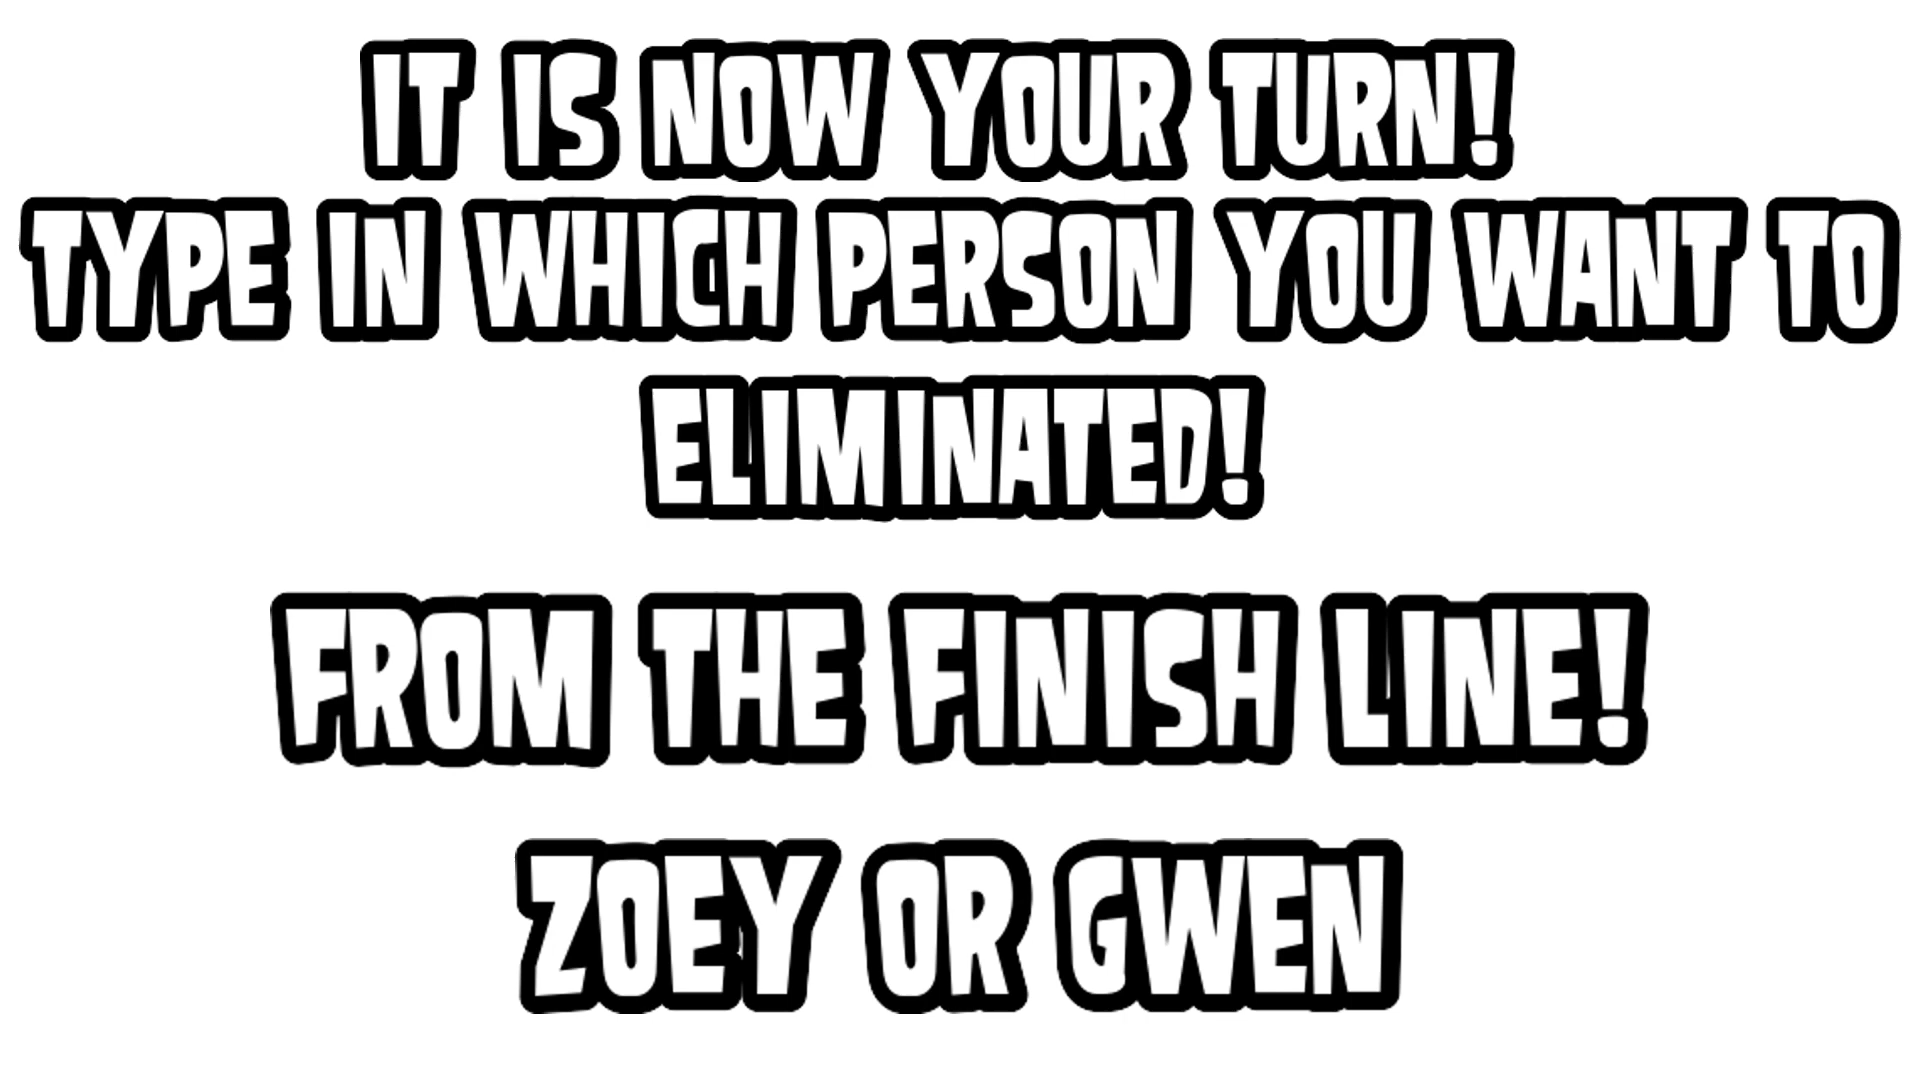 IT IS NOW YOUR TURN!
TYPE IN WHICH PERSON YOU WANT TO
ELIMINATED!
FROM THE FINISH LINE!
ZOEY OR GWEN